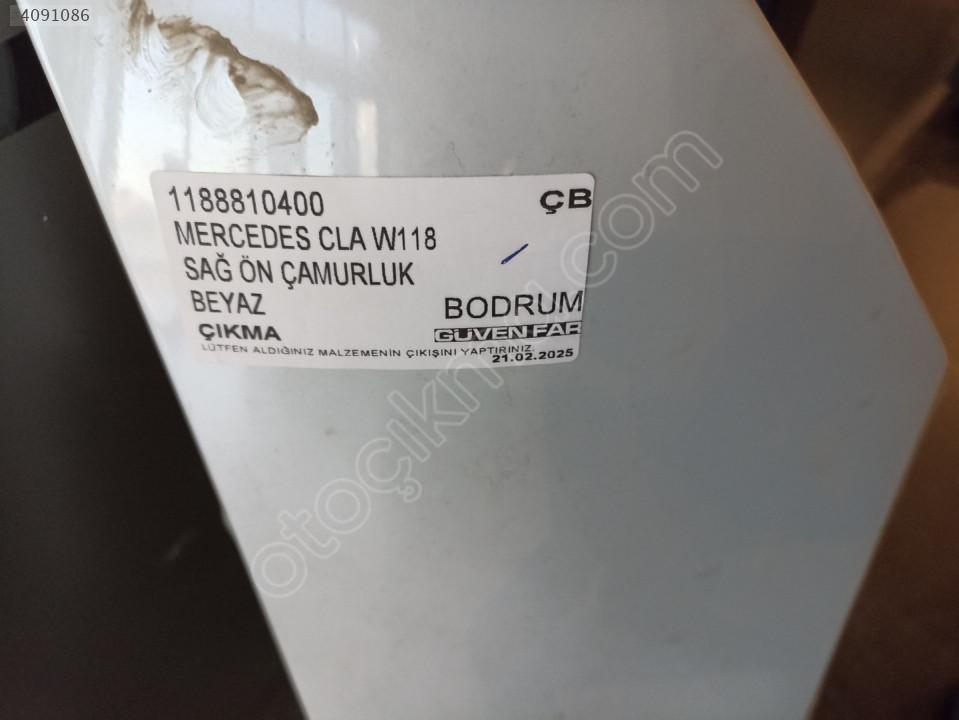 4091086
1188810400 ÇB
MERCEDES CLA W118
SAĞ ÖN ÇAMURLUK
BEYAZ BODRUM
ÇIKMA GÜVEN FAR
LÜTFEN ALDIĞINIZ MALZEMENİN ÇIKIŞINI YAPTIRINIZ.
21.02.2025
otoçıkma.com